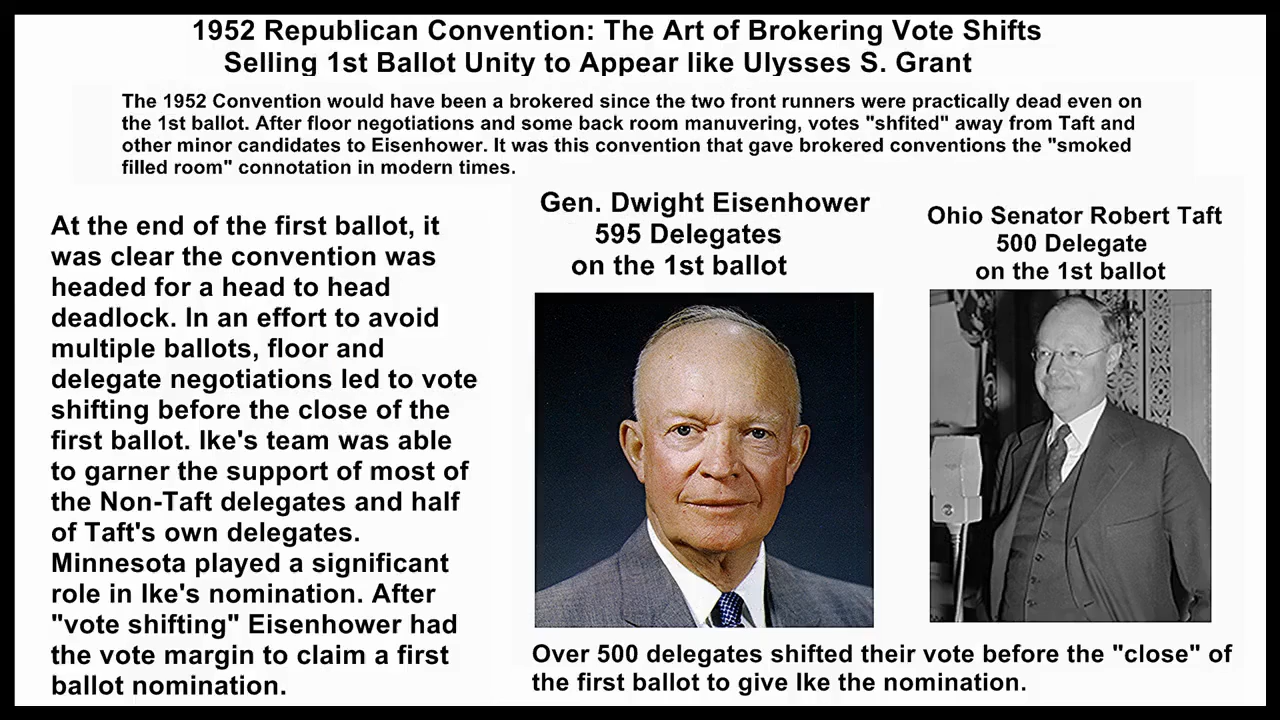 1952 Republican Convention: The Art of Brokering Vote Shifts
Selling 1st Ballot Unity to Appear like Ulysses S. Grant
The 1952 Convention would have been a brokered since the two front runners were practically dead even on
the 1st ballot. After floor negotiations and some back room manuvering, votes "shfited" away from Taft and
other minor candidates to Eisenhower. It was this convention that gave brokered conventions the "smoked
filled room" connotation in modern times.
At the end of the first ballot, it
was clear the convention was
headed for a head to head
deadlock. In an effort to avoid
multiple ballots, floor and
delegate negotiations led to vote
shifting before the close of the
first ballot. Ike's team was able
to garner the support of most of
the Non-Taft delegates and half
of Taft's own delegates.
Minnesota played a significant
role in Ike's nomination. After
"vote shifting" Eisenhower had
the vote margin to claim a first
ballot nomination.
Gen. Dwight Eisenhower
595 Delegates
on the 1st ballot
Ohio Senator Robert Taft
500 Delegate
on the 1st ballot
Over 500 delegates shifted their vote before the "close" of
the first ballot to give Ike the nomination.